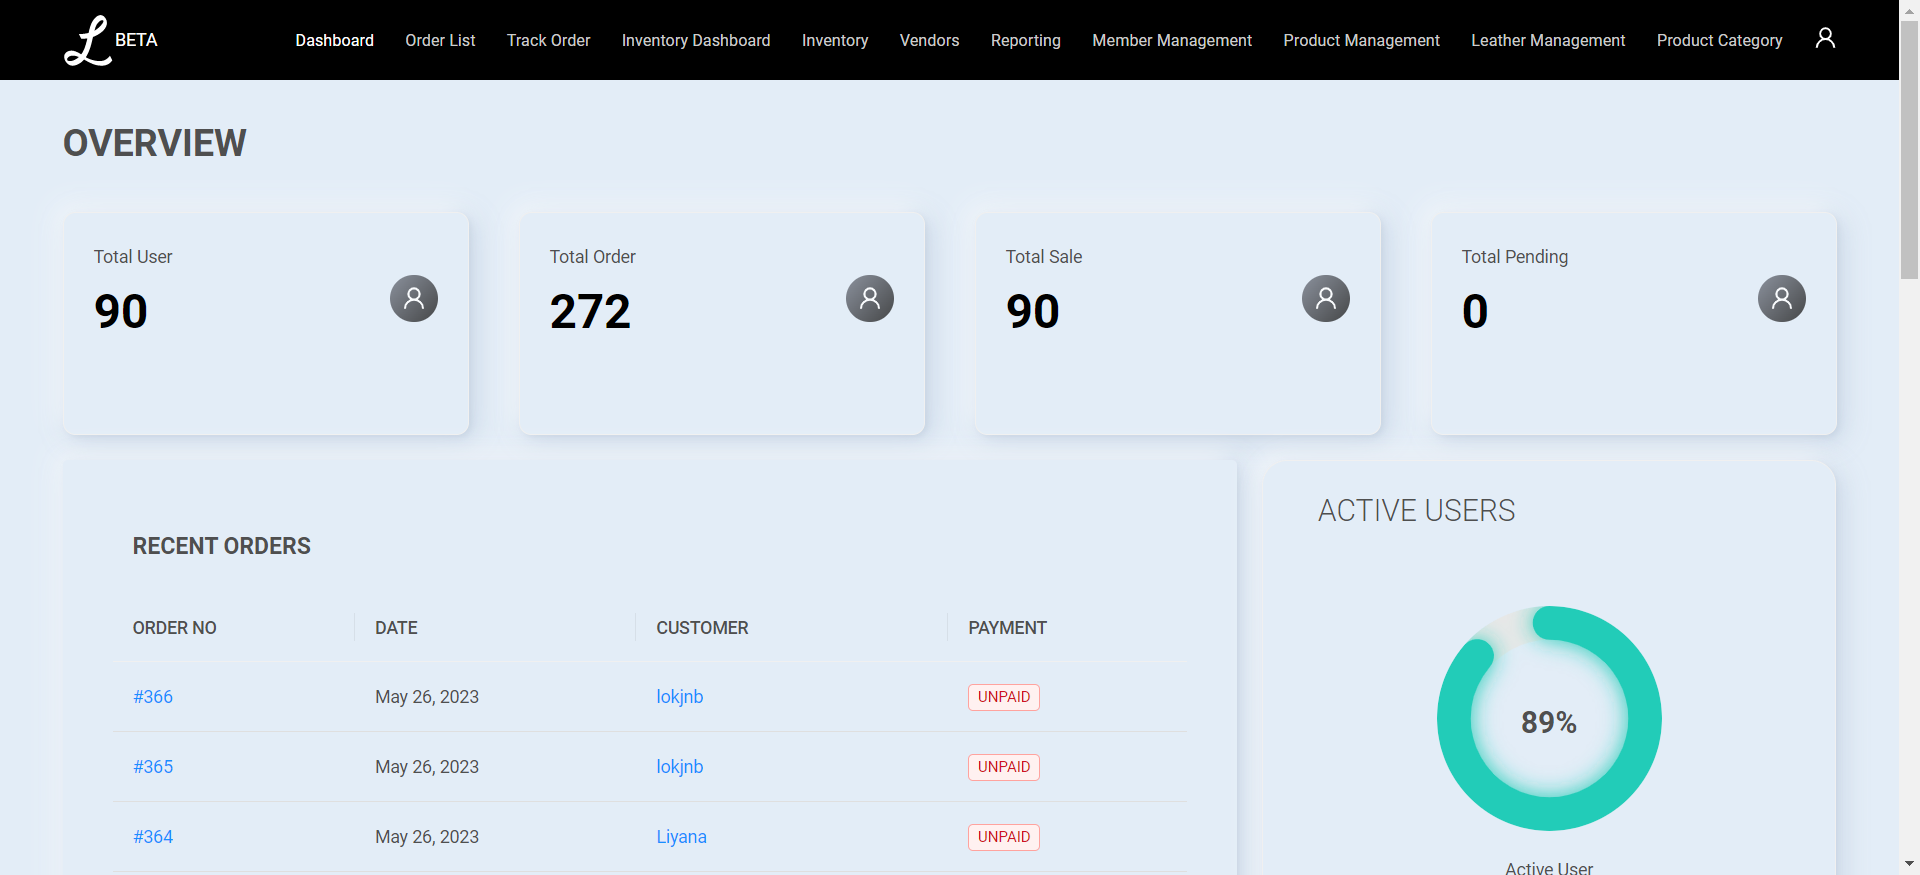 L BETA Dashboard Order List Track Order Inventory Dashboard Inventory Vendors Reporting Member Management Product Management Leather Management Product Category
OVERVIEW
Total User
90
Total Order
272
Total Sale
90
Total Pending
0
RECENT ORDERS
ORDER NO DATE CUSTOMER PAYMENT
#366 May 26, 2023 lokjnb UNPAID
#365 May 26, 2023 lokjnb UNPAID
#364 May 26, 2023 Liyana UNPAID
ACTIVE USERS
89%
Active User